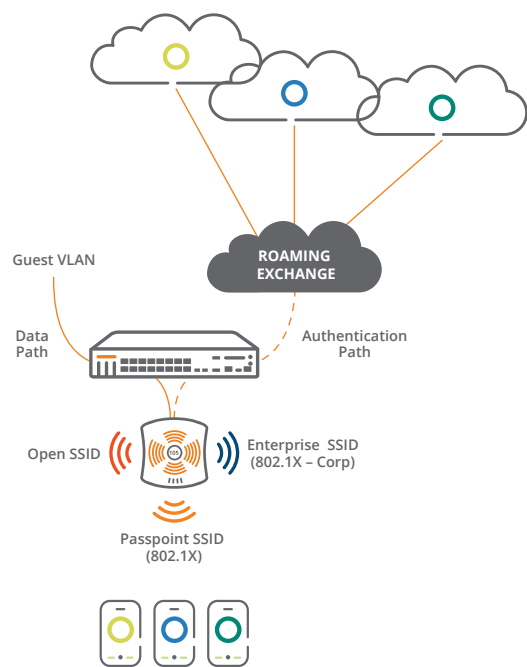 ROAMING
EXCHANGE
Guest VLAN
Data
Path
Authentication
Path
Open SSID
105
Enterprise SSID
(802.1X – Corp)
Passpoint SSID
(802.1X)